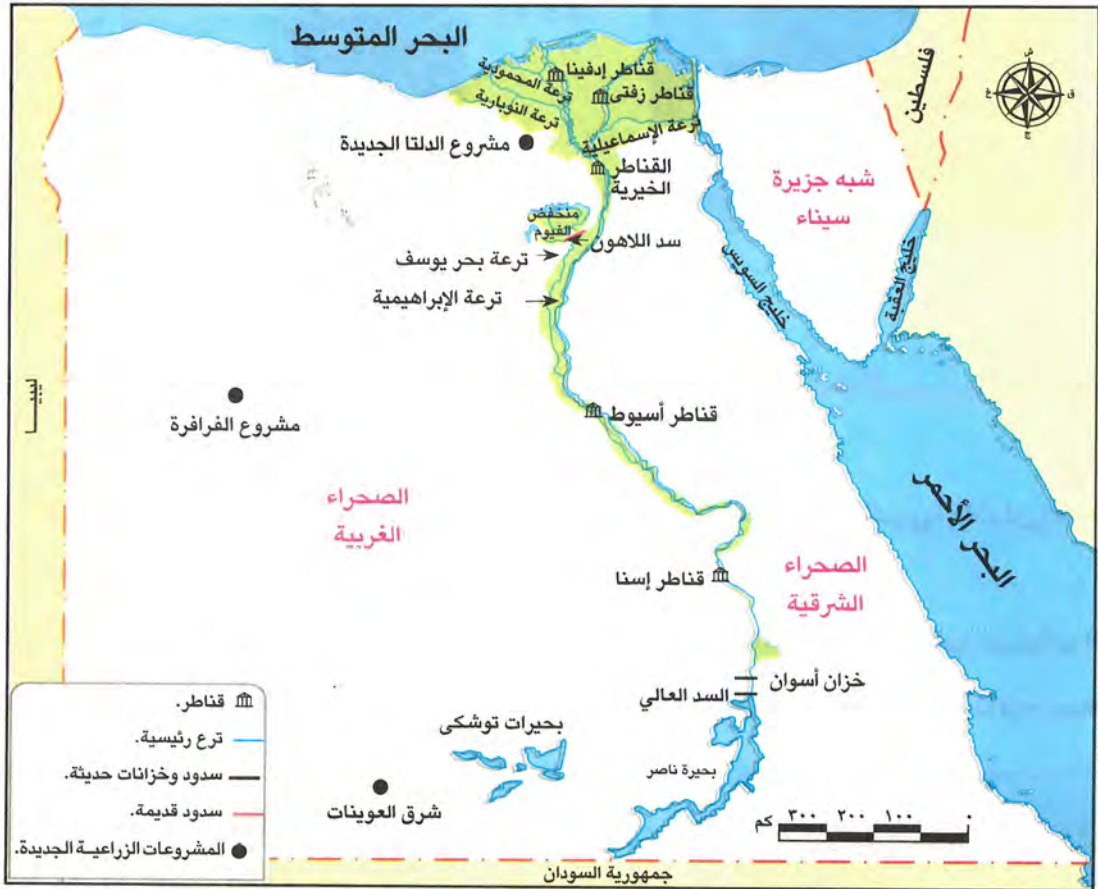 البحر المتوسط
فلسطين
ش
ق
ج
غ
قناطر إدفينا
ترعة المحمودية
قناطر زفتى
ترعة النوبارية
ترعة الإسماعيلية
مشروع الدلتا الجديدة
القناطر
الخيرية
شبه جزيرة
سيناء
منخفض
الفيوم
سد اللاهون
ترعة بحر يوسف
ترعة الإبراهيمية
خليج السويس
خليج العقبة
ليبيـــا
مشروع الفرافرة
قناطر أسيوط
الصحراء
الغربية
البحر الأحمر
قناطر إسنا
الصحراء
الشرقية
خزان أسوان
السد العالي
بحيرات توشكى
بحيرة ناصر
شرق العوينات
قناطر.
ترع رئيسية.
سدود وخزانات حديثة.
سدود قديمة.
المشروعات الزراعيـة الجديدة.
كم ٣٠٠ ٢٠٠ ١٠٠ ٠
جمهورية السودان